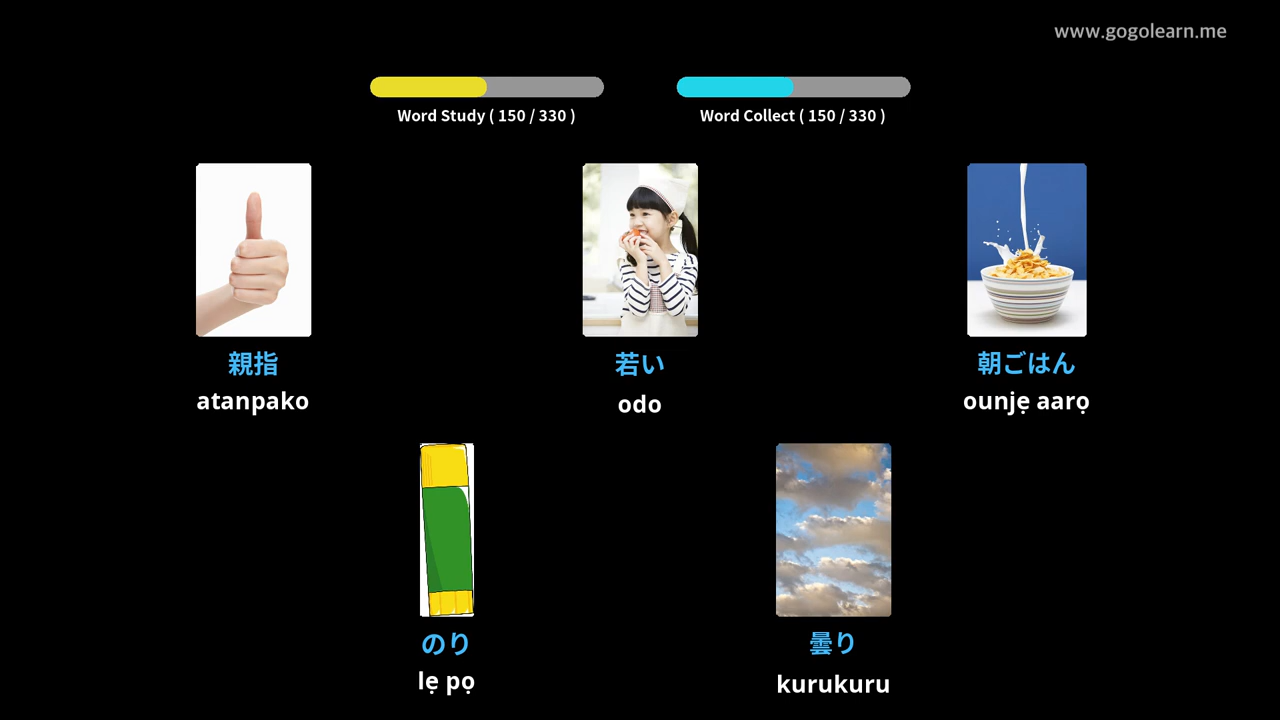 www.gogolearn.me
Word Study ( 150 / 330 )
Word Collect ( 150 / 330 )
親指
atanpako
若い
odo
朝ごはん
ounjẹ aarọ
のり
lẹ pọ
曇り
kurukuru